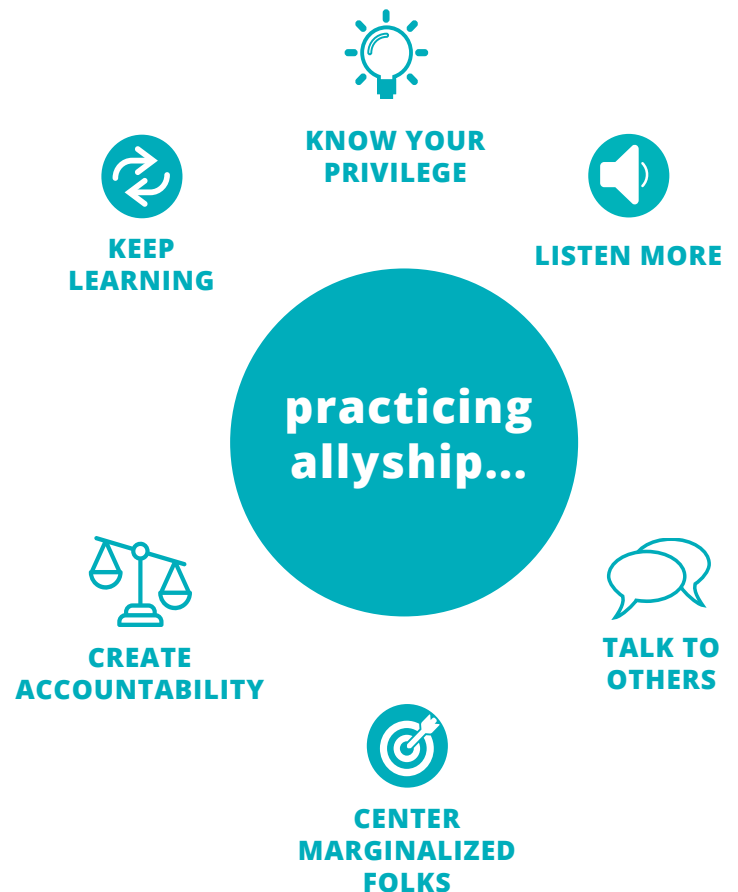 KNOW YOUR
PRIVILEGE
LISTEN MORE
TALK TO
OTHERS
CENTER
MARGINALIZED
FOLKS
CREATE
ACCOUNTABILITY
KEEP
LEARNING
practicing
allyship...